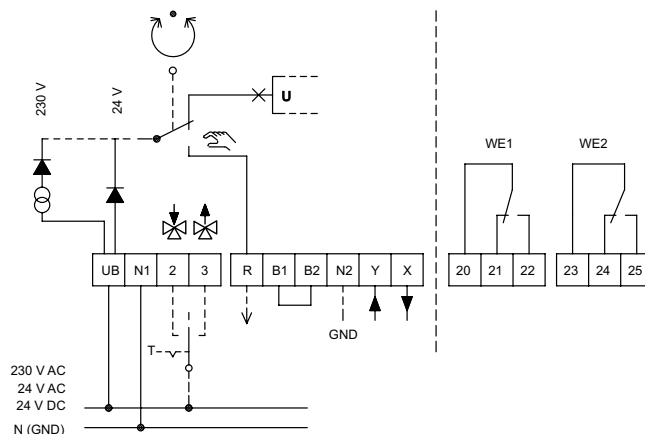 230 V
24 V
U
WE1
WE2
UB N1 2 3
R B1 B2 N2 Y X
20 21 22
23 24 25
GND
T
230 V AC
24 V AC
24 V DC
N (GND)